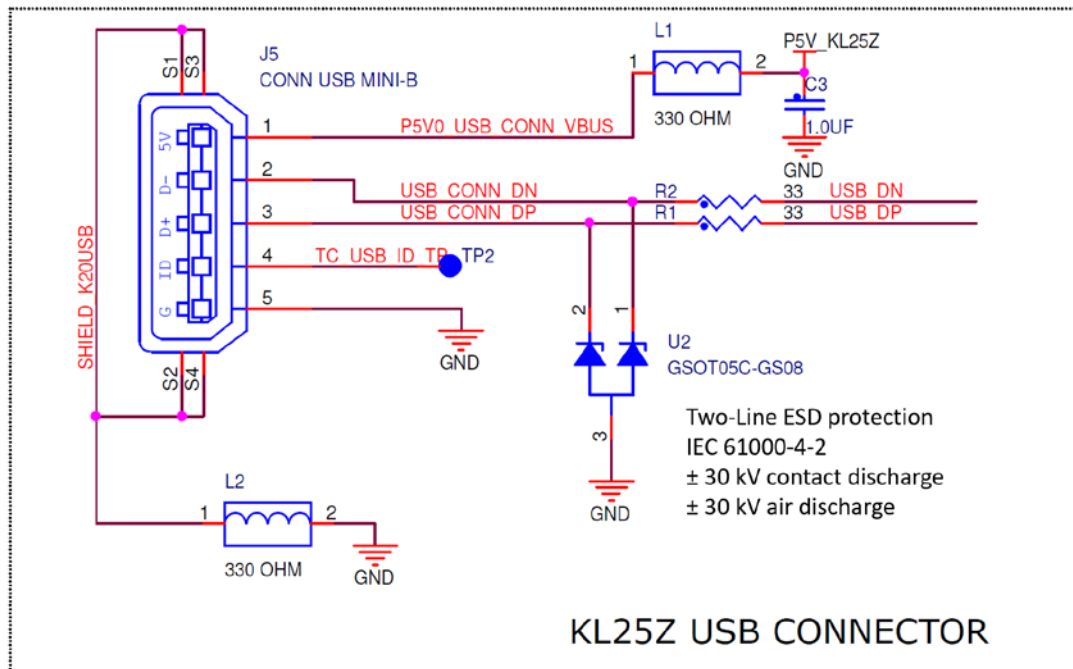 L1
P5V_KL25Z
J5
CONN USB MINI-B
S1
S3
1
2
C3
330 OHM
1.0UF
GND
5V
1
P5V0_USB_CONN_VBUS
D-
2
USB_CONN_DN
R2
33
USB_DN
D+
3
USB_CONN_DP
R1
33
USB_DP
ID
4
TC_USB_ID_TP
TP2
G
5
GND
SHIELD_K20USB
S2
S4
2
1
U2
GSOT05C-GS08
3
GND
Two-Line ESD protection
IEC 61000-4-2
± 30 kV contact discharge
± 30 kV air discharge
L2
1
2
330 OHM
GND
KL25Z USB CONNECTOR